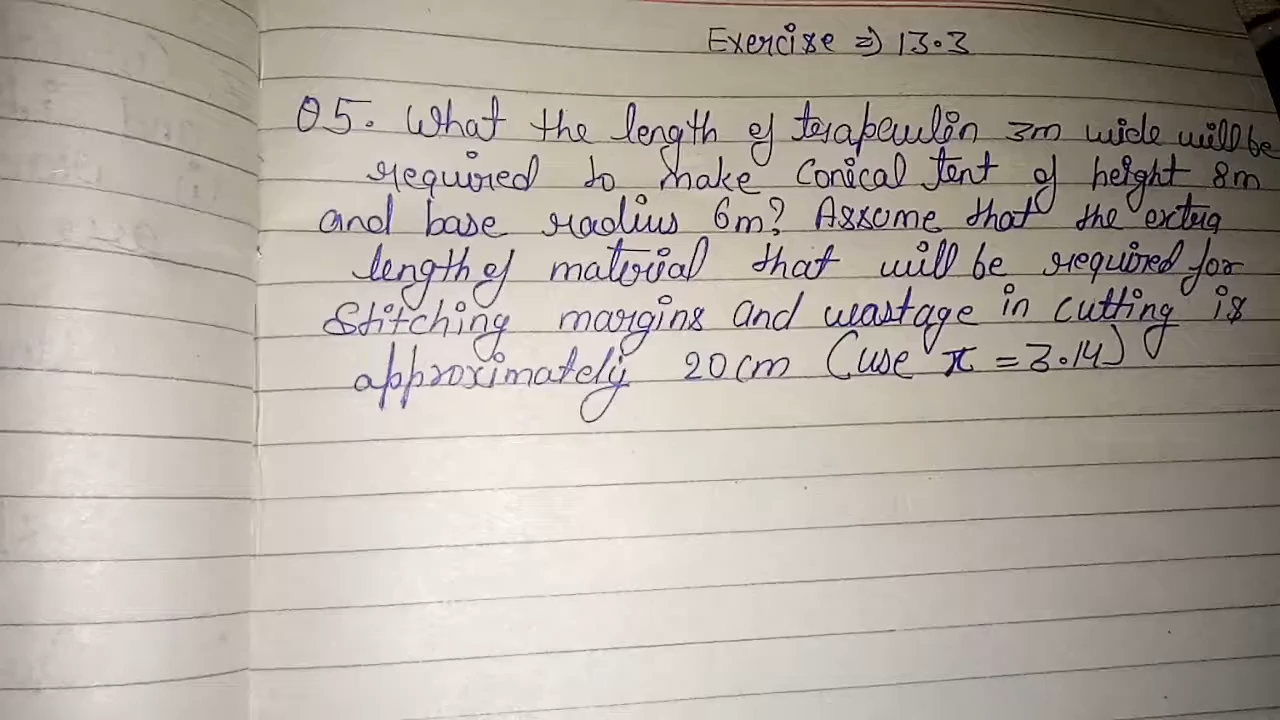 Exercise ⇒ 13.3
Q5. What the length of terapeulin 3m wide will be
required to make conical tent of height 8m
and base radius 6m? Assume that the extra
length of material that will be required for
Stitching margins and wastage in cutting is
approximately 20cm (use π = 3.14)